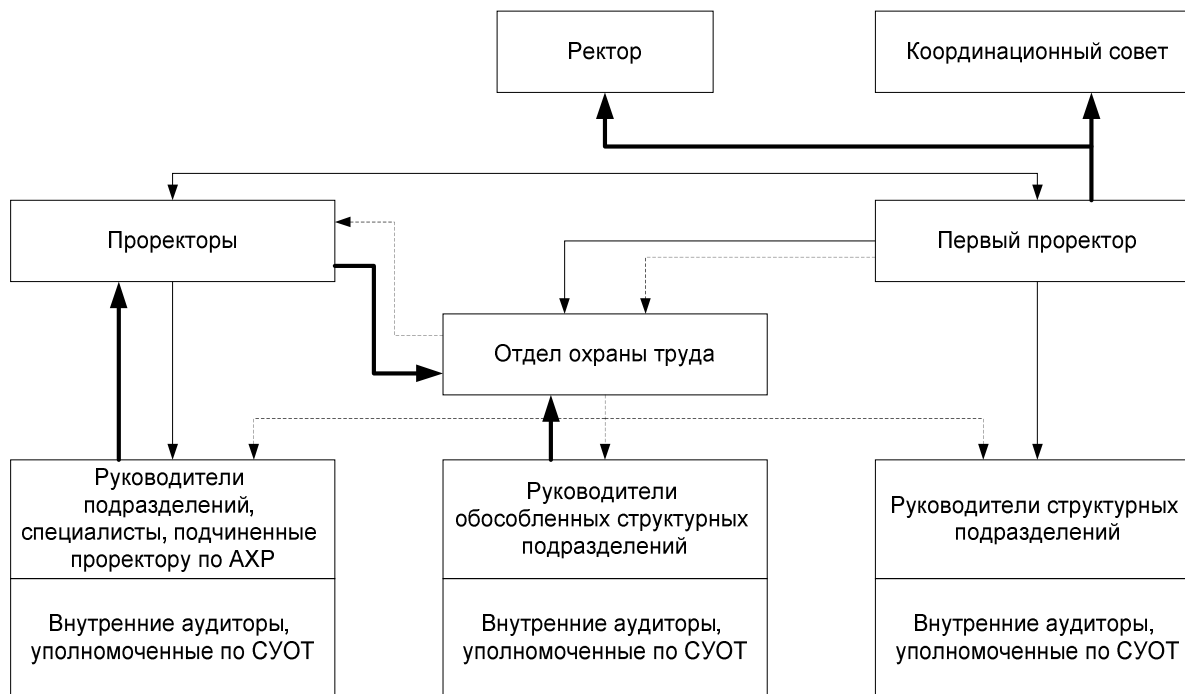 Ректор
Координационный совет
Проректоры
Первый проректор
Отдел охраны труда
Руководители
подразделений,
специалисты, подчиненные
проректору по АХР
Руководители
обособленных структурных
подразделений
Руководители структурных
подразделений
Внутренние аудиторы,
уполномоченные по СУОТ
Внутренние аудиторы,
уполномоченные по СУОТ
Внутренние аудиторы,
уполномоченные по СУОТ